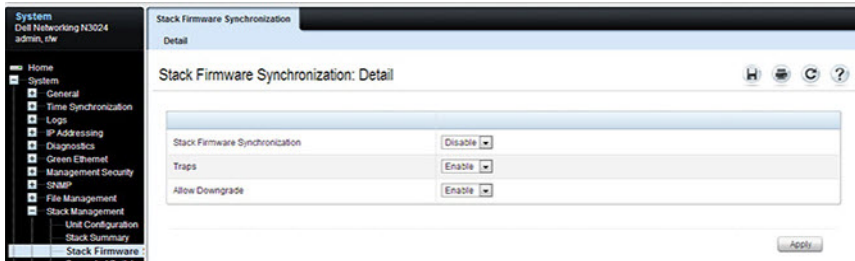 System
Dell Networking N3024
admin, r/w
Home
System
General
Time Synchronization
Logs
IP Addressing
Diagnostics
Green Ethernet
Management Security
SNMP
File Management
Stack Management
Unit Configuration
Stack Summary
Stack Firmware
Stack Firmware Synchronization
Detail
Stack Firmware Synchronization: Detail
Stack Firmware Synchronization Disable
Traps Enable
Allow Downgrade Enable
Apply